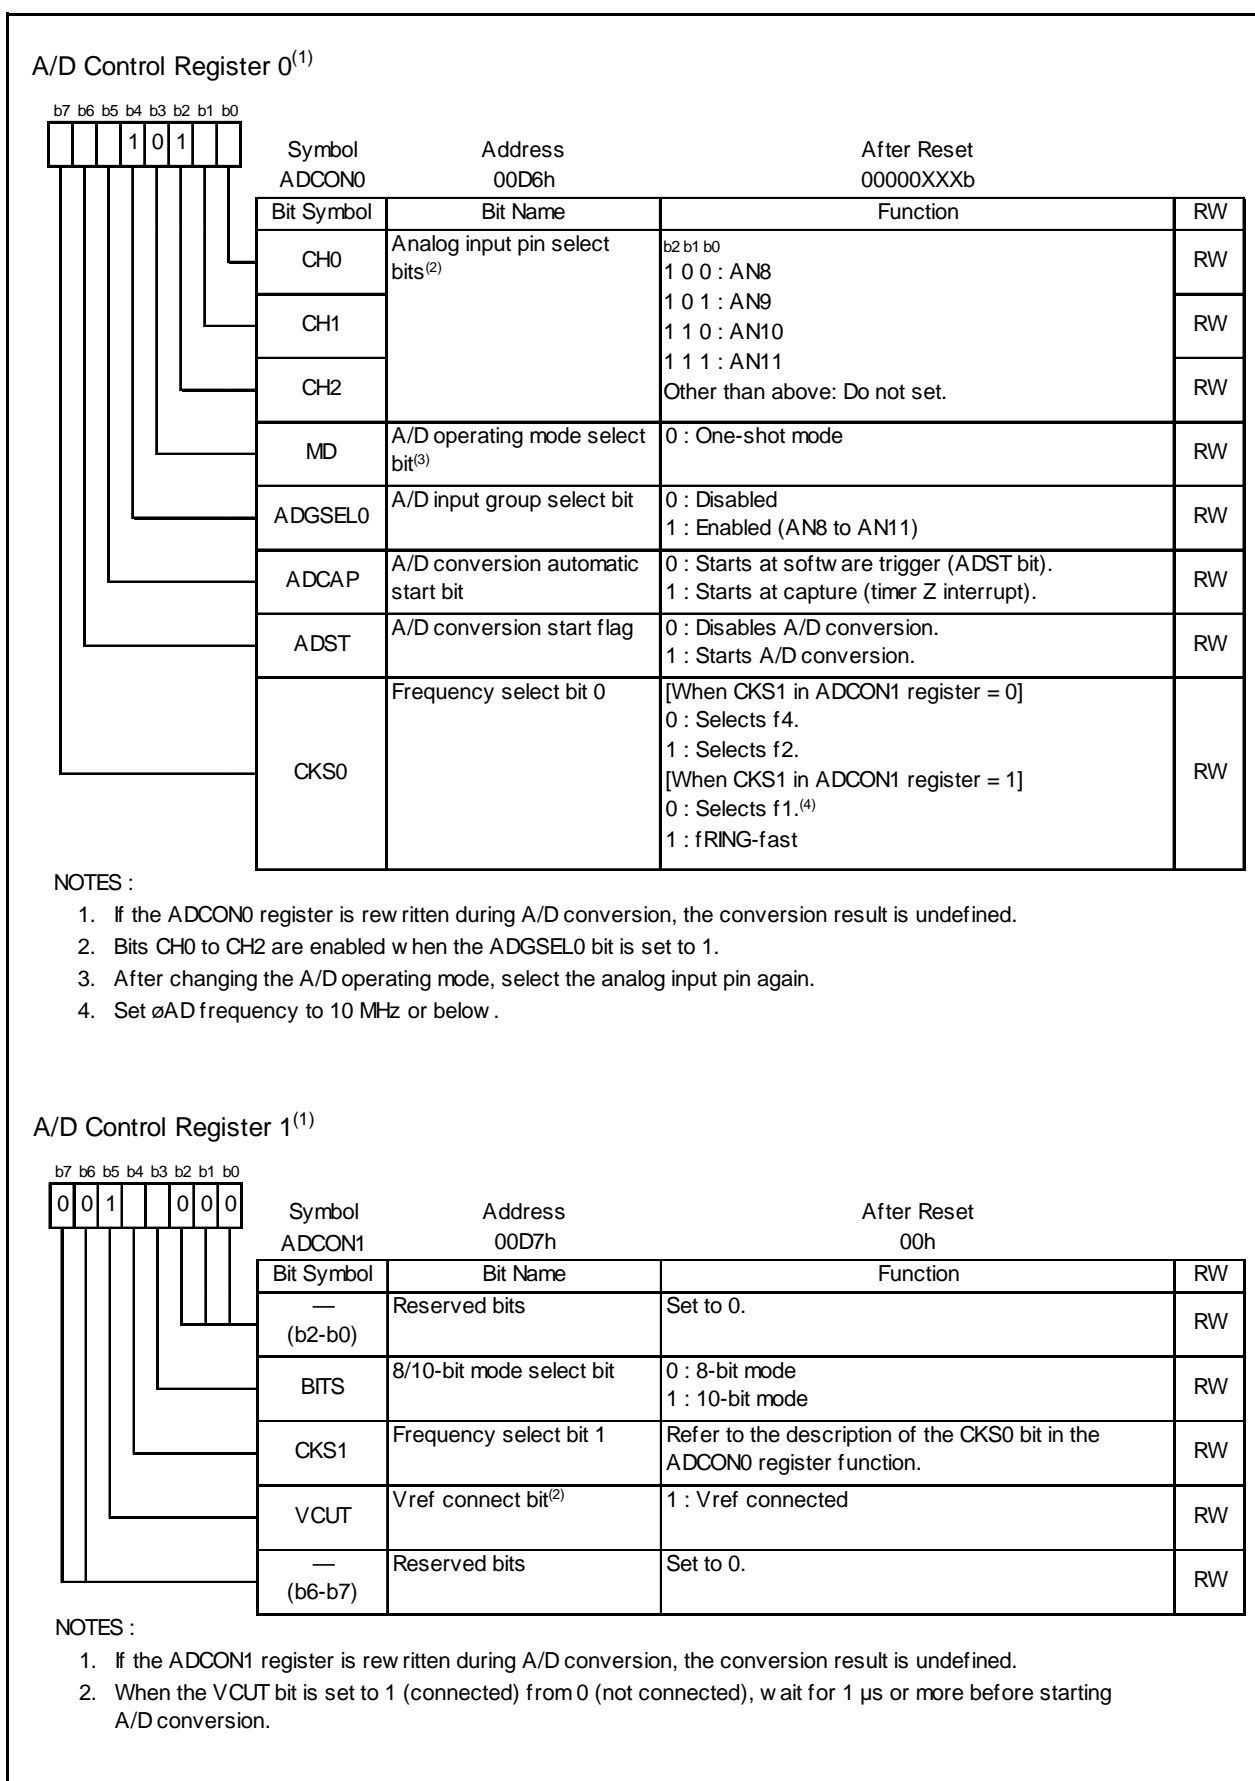 A/D Control Register 0(1)
b7 b6 b5 b4 b3 b2 b1 b0
1 0 1
Symbol Address After Reset
ADCON0 00D6h 00000XXXb
Bit Symbol Bit Name Function RW
CH0 Analog input pin select bits(2) b2 b1 b0 RW
1 0 0 : AN8
1 0 1 : AN9
CH1 1 1 0 : AN10 RW
1 1 1 : AN11
CH2 Other than above: Do not set. RW
MD A/D operating mode select bit(3) 0 : One-shot mode RW
ADGSEL0 A/D input group select bit 0 : Disabled RW
1 : Enabled (AN8 to AN11)
ADCAP A/D conversion automatic start bit 0 : Starts at software trigger (ADST bit). RW
1 : Starts at capture (timer Z interrupt).
ADST A/D conversion start flag 0 : Disables A/D conversion. RW
1 : Starts A/D conversion.
CKS0 Frequency select bit 0 [When CKS1 in ADCON1 register = 0] RW
0 : Selects f4.
1 : Selects f2.
[When CKS1 in ADCON1 register = 1]
0 : Selects f1.(4)
1 : fRING-fast
NOTES :
1. If the ADCON0 register is rewritten during A/D conversion, the conversion result is undefined.
2. Bits CH0 to CH2 are enabled when the ADGSEL0 bit is set to 1.
3. After changing the A/D operating mode, select the analog input pin again.
4. Set øAD frequency to 10 MHz or below.
A/D Control Register 1(1)
b7 b6 b5 b4 b3 b2 b1 b0
0 0 1 0 0 0
Symbol Address After Reset
ADCON1 00D7h 00h
Bit Symbol Bit Name Function RW
— Reserved bits Set to 0. RW
(b2-b0)
BITS 8/10-bit mode select bit 0 : 8-bit mode RW
1 : 10-bit mode
CKS1 Frequency select bit 1 Refer to the description of the CKS0 bit in the RW
ADCON0 register function.
VCUT Vref connect bit(2) 1 : Vref connected RW
— Reserved bits Set to 0. RW
(b6-b7)
NOTES :
1. If the ADCON1 register is rewritten during A/D conversion, the conversion result is undefined.
2. When the VCUT bit is set to 1 (connected) from 0 (not connected), wait for 1 µs or more before starting
A/D conversion.